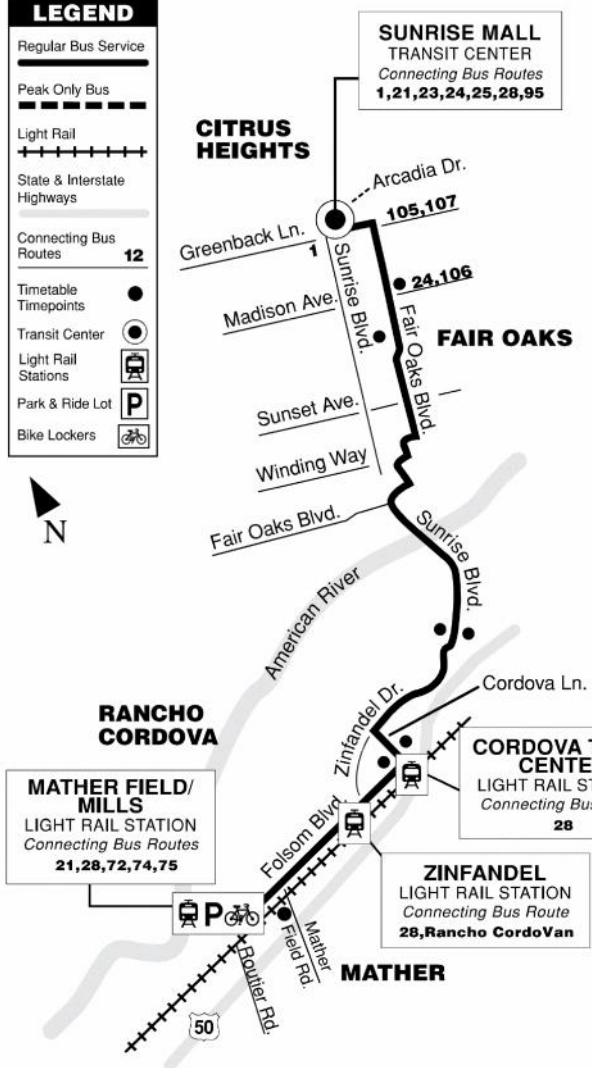 LEGEND
Regular Bus Service
Peak Only Bus
Light Rail
State & Interstate
Highways
Connecting Bus
Routes 12
Timetable
Timepoints
Transit Center
Light Rail
Stations
Park & Ride Lot P
Bike Lockers
N
SUNRISE MALL
TRANSIT CENTER
Connecting Bus Routes
1,21,23,24,25,28,95
CITRUS
HEIGHTS
Arcadia Dr.
105,107
Greenback Ln.
1
Sunrise Blvd.
24,106
Madison Ave.
Fair Oaks Blvd.
FAIR OAKS
Sunset Ave.
Winding Way
Fair Oaks Blvd.
Sunrise Blvd.
American River
Cordova Ln.
Zinfandel Dr.
RANCHO
CORDOVA
CORDOVA
CENTE
LIGHT RAIL
Connecting
28
MATHER FIELD/
MILLS
LIGHT RAIL STATION
Connecting Bus Routes
21,28,72,74,75
Folsom Blvd.
ZINFANDEL
LIGHT RAIL STATION
Connecting Bus Route
28,Rancho CordoVan
P
Mather
Field Rd.
MATHER
Routier Rd.
50